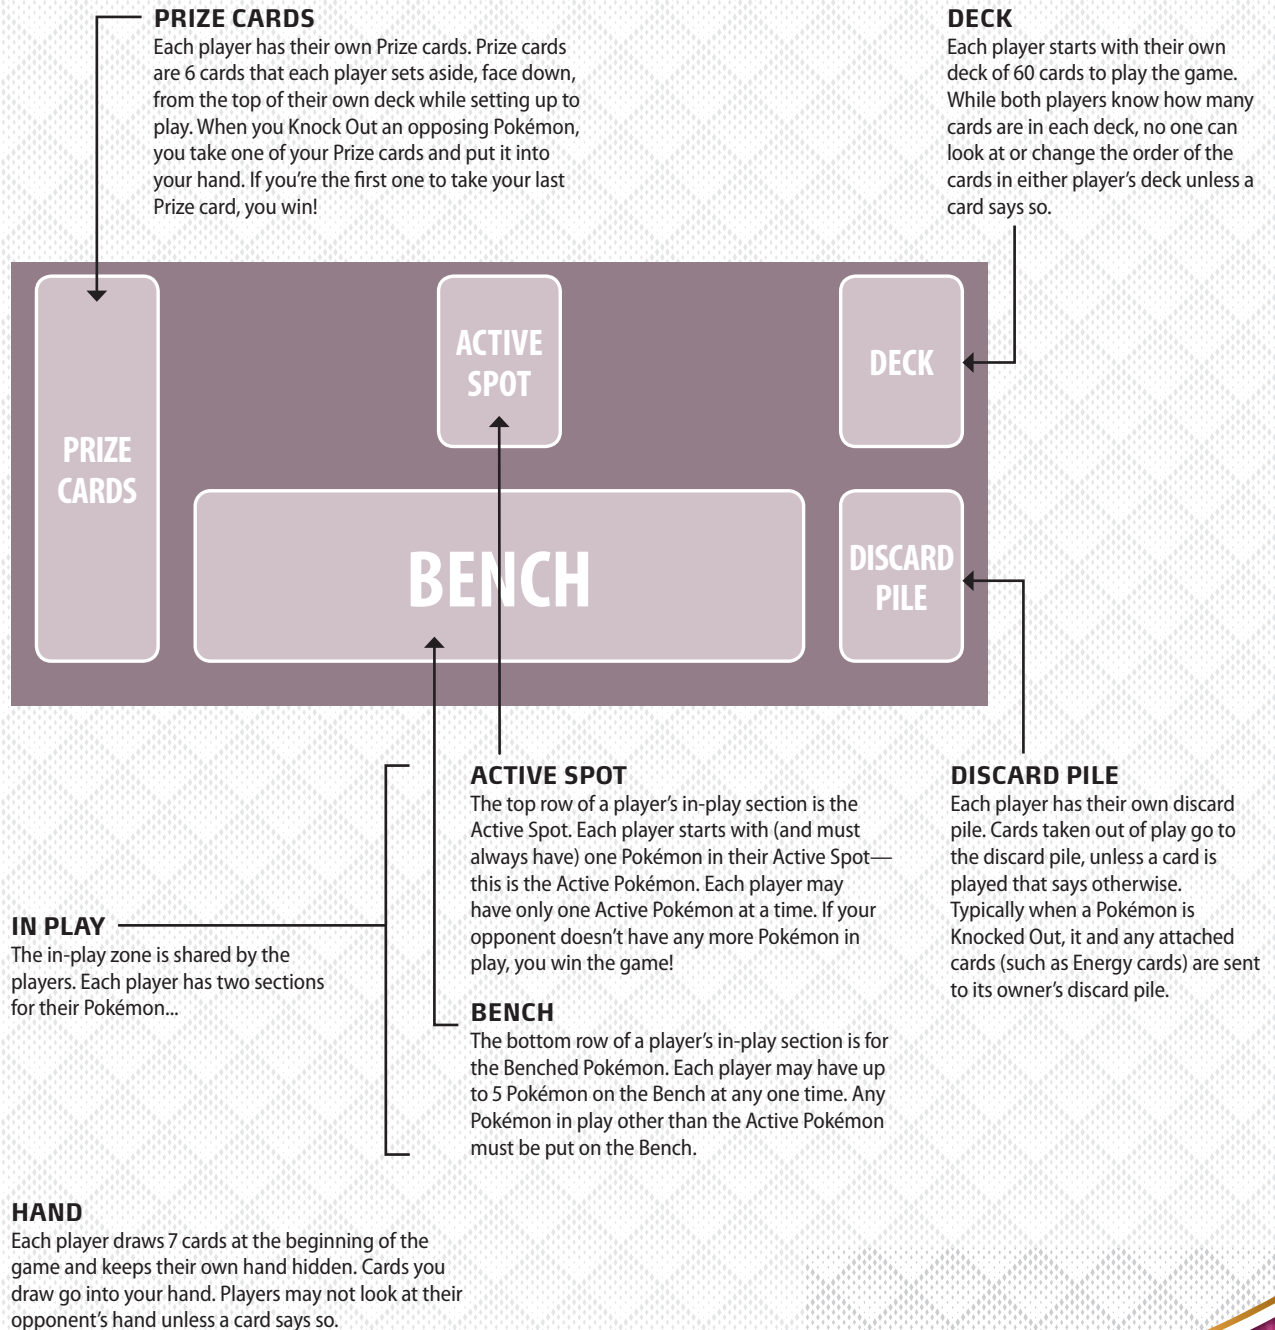 PRIZE CARDS
Each player has their own Prize cards. Prize cards
are 6 cards that each player sets aside, face down,
from the top of their own deck while setting up to
play. When you Knock Out an opposing Pokémon,
you take one of your Prize cards and put it into
your hand. If you're the first one to take your last
Prize card, you win!
DECK
Each player starts with their own
deck of 60 cards to play the game.
While both players know how many
cards are in each deck, no one can
look at or change the order of the
cards in either player's deck unless a
card says so.
PRIZE
CARDS
ACTIVE
SPOT
DECK
BENCH
DISCARD
PILE
IN PLAY
The in-play zone is shared by the
players. Each player has two sections
for their Pokémon...
ACTIVE SPOT
The top row of a player's in-play section is the
Active Spot. Each player starts with (and must
always have) one Pokémon in their Active Spot—
this is the Active Pokémon. Each player may
have only one Active Pokémon at a time. If your
opponent doesn't have any more Pokémon in
play, you win the game!
BENCH
The bottom row of a player's in-play section is for
the Benched Pokémon. Each player may have up
to 5 Pokémon on the Bench at any one time. Any
Pokémon in play other than the Active Pokémon
must be put on the Bench.
DISCARD PILE
Each player has their own discard
pile. Cards taken out of play go to
the discard pile, unless a card is
played that says otherwise.
Typically when a Pokémon is
Knocked Out, it and any attached
cards (such as Energy cards) are sent
to its owner's discard pile.
HAND
Each player draws 7 cards at the beginning of the
game and keeps their own hand hidden. Cards you
draw go into your hand. Players may not look at their
opponent's hand unless a card says so.